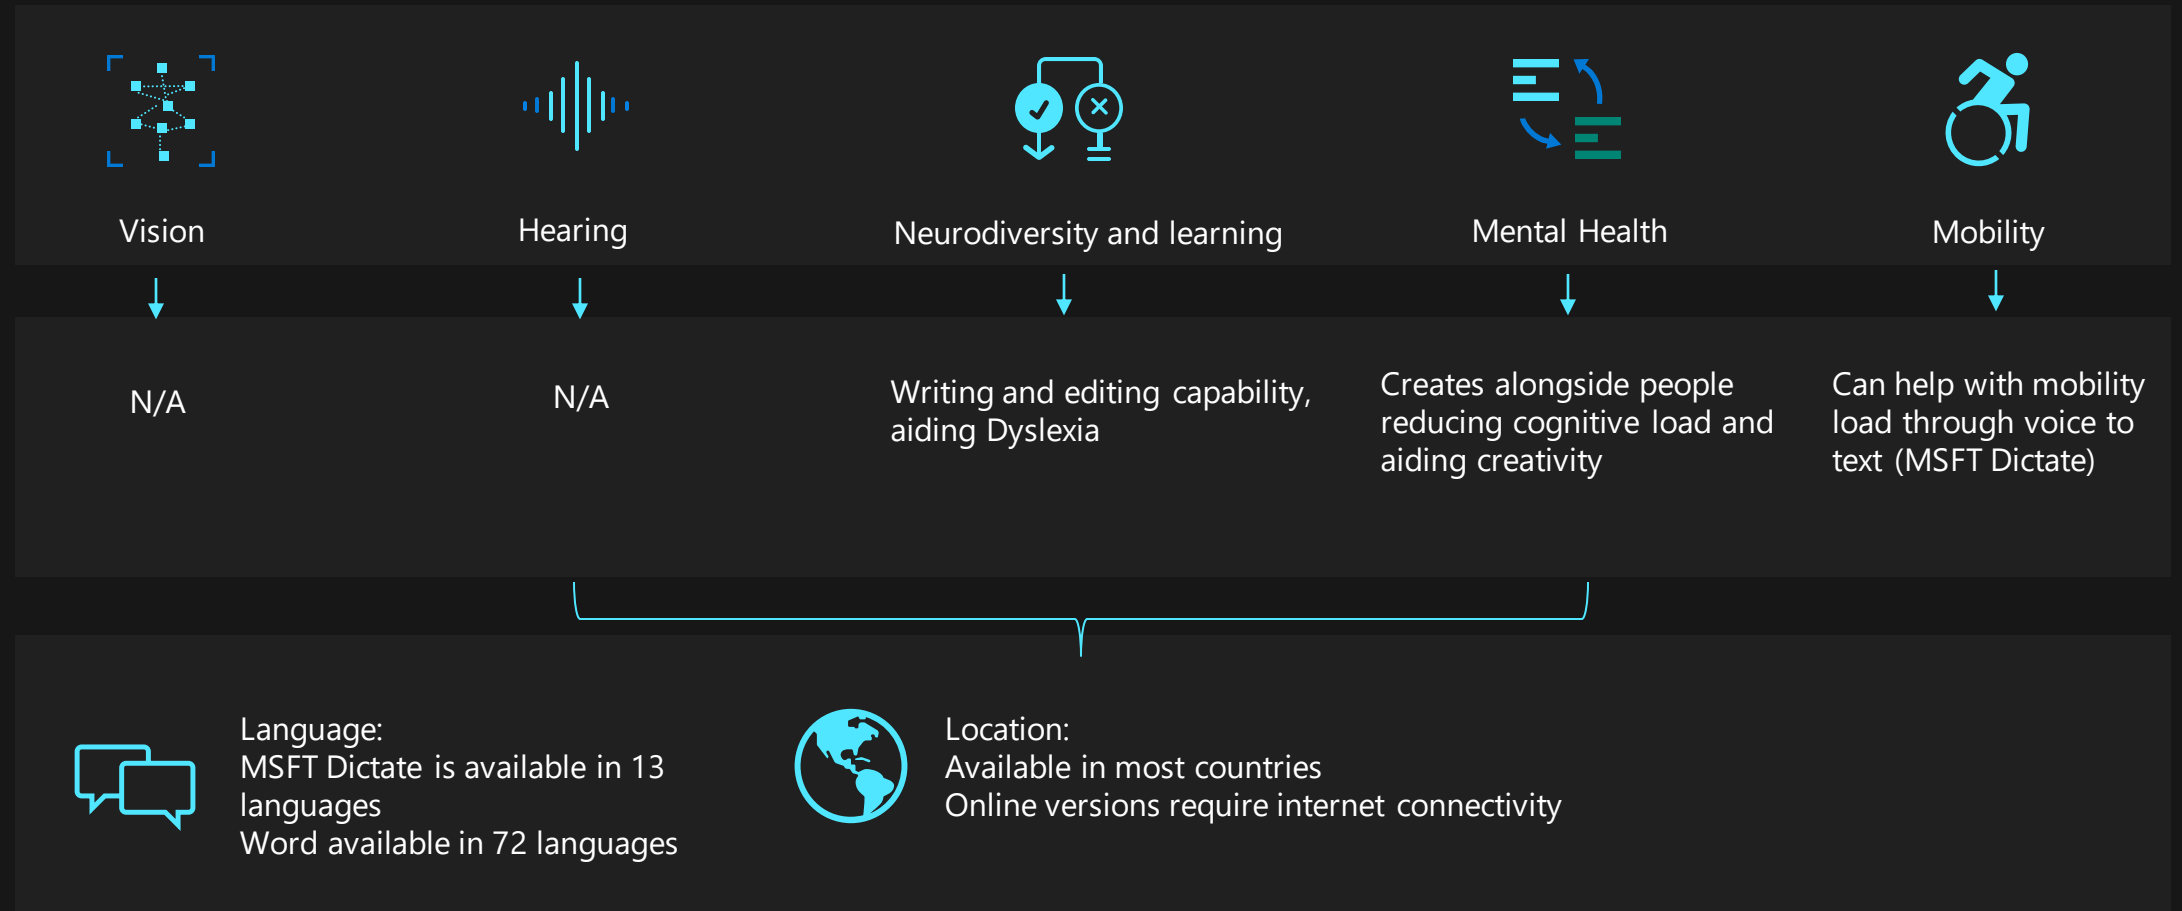 Vision
Hearing
Neurodiversity and learning
Mental Health
Mobility
N/A
N/A
Writing and editing capability,
aiding Dyslexia
Creates alongside people
reducing cognitive load and
aiding creativity
Can help with mobility
load through voice to
text (MSFT Dictate)
Language:
MSFT Dictate is available in 13
languages
Word available in 72 languages
Location:
Available in most countries
Online versions require internet connectivity